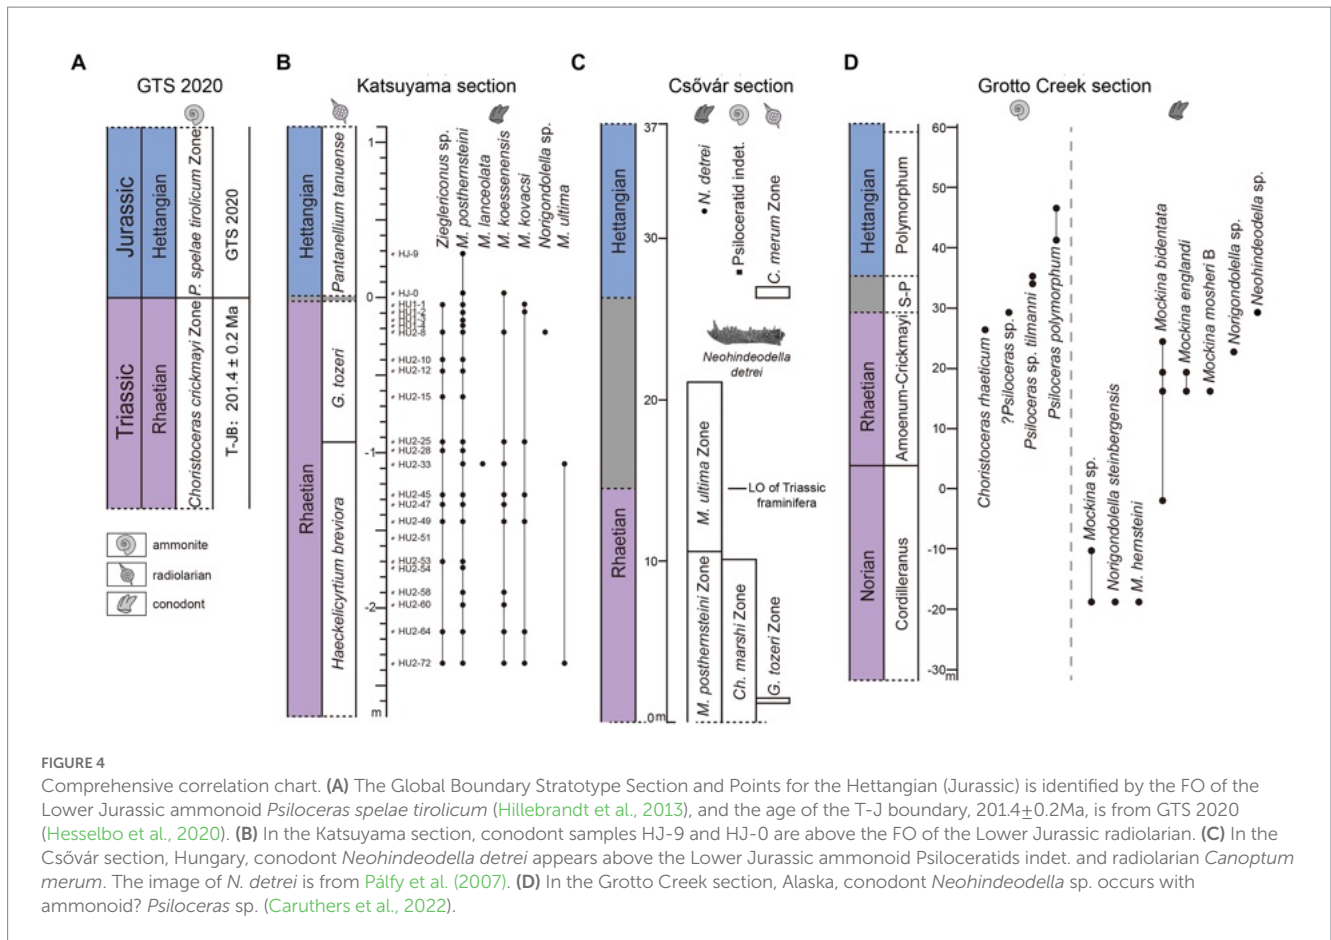 A
GTS 2020
Jurassic
Hettangian
P. spelae tirolicum Zone
GTS 2020
Triassic
Rhaetian
Choristoceras crickmayi Zone
T-JB: 201.4 ± 0.2 Ma
ammonite
radiolarian
conodont
B
Katsuyama section
Hettangian
Rhaetian
Pantanellium tanuense
G. tozeri
Haeckelicyrtium breviora
1
0
-1
-2
m
Zieglericonus sp.
M. posthernsteini
M. lanceolata
M. koessenensis
M. kovacsi
Norigondolella sp.
M. ultima
HJ-9
HJ-0
HU1-1
HU1-2
HU1-3
HU1-4
HU2-8
HU2-10
HU2-12
HU2-15
HU2-25
HU2-28
HU2-33
HU2-45
HU2-47
HU2-49
HU2-51
HU2-53
HU2-54
HU2-58
HU2-60
HU2-64
HU2-72
C
Csővár section
Hettangian
Rhaetian
37
30
20
10
0m
N. detrei
Psiloceratid indet.
C. merum Zone
Neohindeodella
detrei
M. ultima Zone
LO of Triassic
framinifera
M. posthernsteini Zone
Ch. marshi Zone
G. tozeri Zone
D
Grotto Creek section
Hettangian
Rhaetian
Norian
Polymorphum
S-P
Amoenum-Crickmayi
Cordilleranus
60
50
40
30
20
10
0
-10
-20
-30
m
Choristoceras rhaeticum
?Psiloceras sp.
Psiloceras sp. tilmanni
Psiloceras polymorphum
Mockina sp.
Norigondolella steinbergensis
M. hernsteini
Mockina bidentata
Mockina englandi
Mockina mosheri B
Norigondolella sp.
Neohindeodella sp.
FIGURE 4
Comprehensive correlation chart. (A) The Global Boundary Stratotype Section and Points for the Hettangian (Jurassic) is identified by the FO of the
Lower Jurassic ammonoid Psiloceras spelae tirolicum (Hillebrandt et al., 2013), and the age of the T-J boundary, 201.4±0.2Ma, is from GTS 2020
(Hesselbo et al., 2020). (B) In the Katsuyama section, conodont samples HJ-9 and HJ-0 are above the FO of the Lower Jurassic radiolarian. (C) In the
Csővár section, Hungary, conodont Neohindeodella detrei appears above the Lower Jurassic ammonoid Psiloceratids indet. and radiolarian Canoptum
merum. The image of N. detrei is from Pálfy et al. (2007). (D) In the Grotto Creek section, Alaska, conodont Neohindeodella sp. occurs with
ammonoid? Psiloceras sp. (Caruthers et al., 2022).